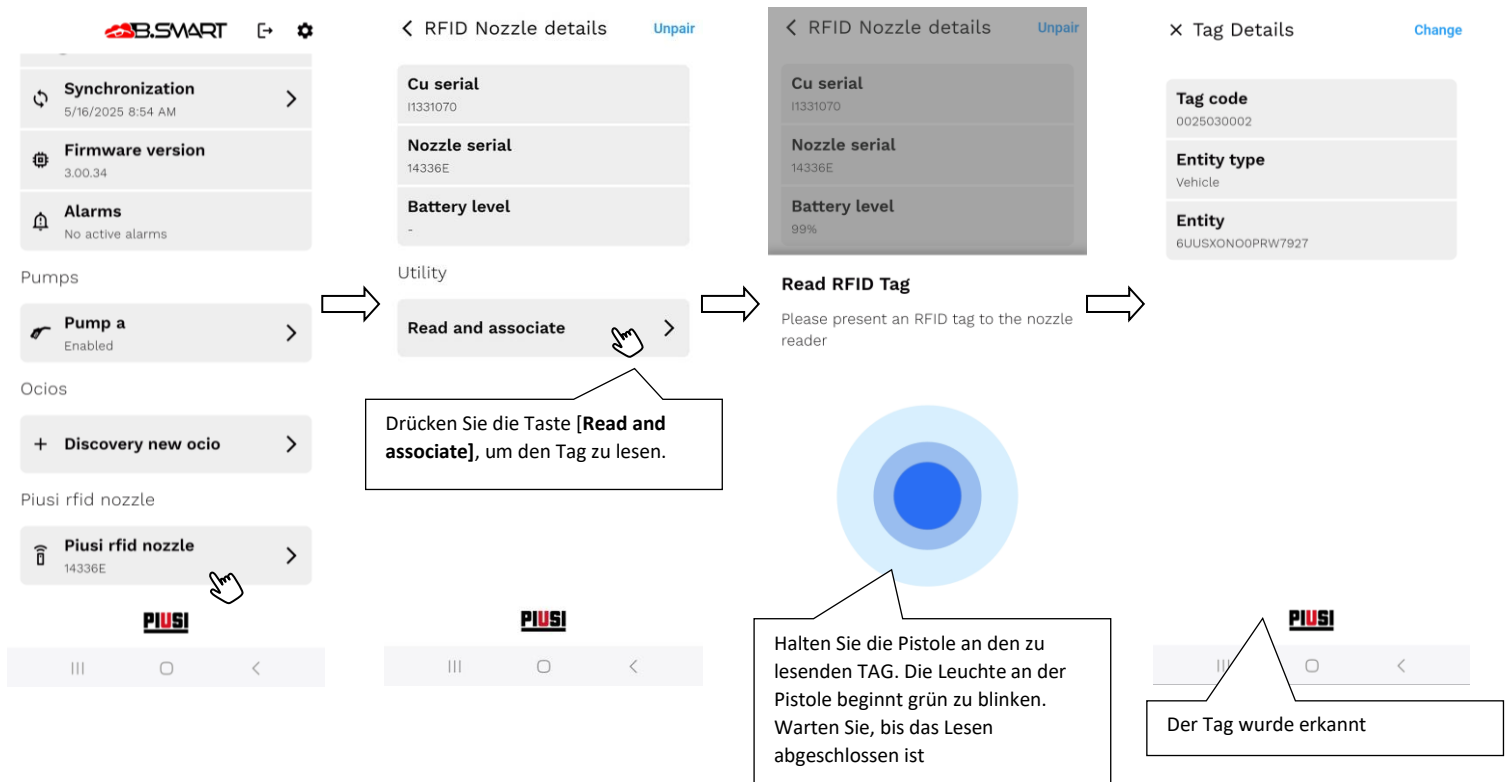 B.SMART
Synchronization
5/16/2025 8:54 AM
Firmware version
3.00.34
Alarms
No active alarms
Pumps
Pump a
Enabled
Ocios
Discovery new ocio
Piusi rfid nozzle
Piusi rfid nozzle
14336E
PIUSI
RFID Nozzle details
Unpair
Cu serial
I1331070
Nozzle serial
14336E
Battery level
-
Utility
Read and associate
Drücken Sie die Taste [Read and
associate], um den Tag zu lesen.
PIUSI
RFID Nozzle details
Unpair
Cu serial
I1331070
Nozzle serial
14336E
Battery level
99%
Read RFID Tag
Please present an RFID tag to the nozzle
reader
Halten Sie die Pistole an den zu
lesenden TAG. Die Leuchte an der
Pistole beginnt grün zu blinken.
Warten Sie, bis das Lesen
abgeschlossen ist
Tag Details
Change
Tag code
0025030002
Entity type
Vehicle
Entity
6UUSXONO0PRW7927
PIUSI
Der Tag wurde erkannt